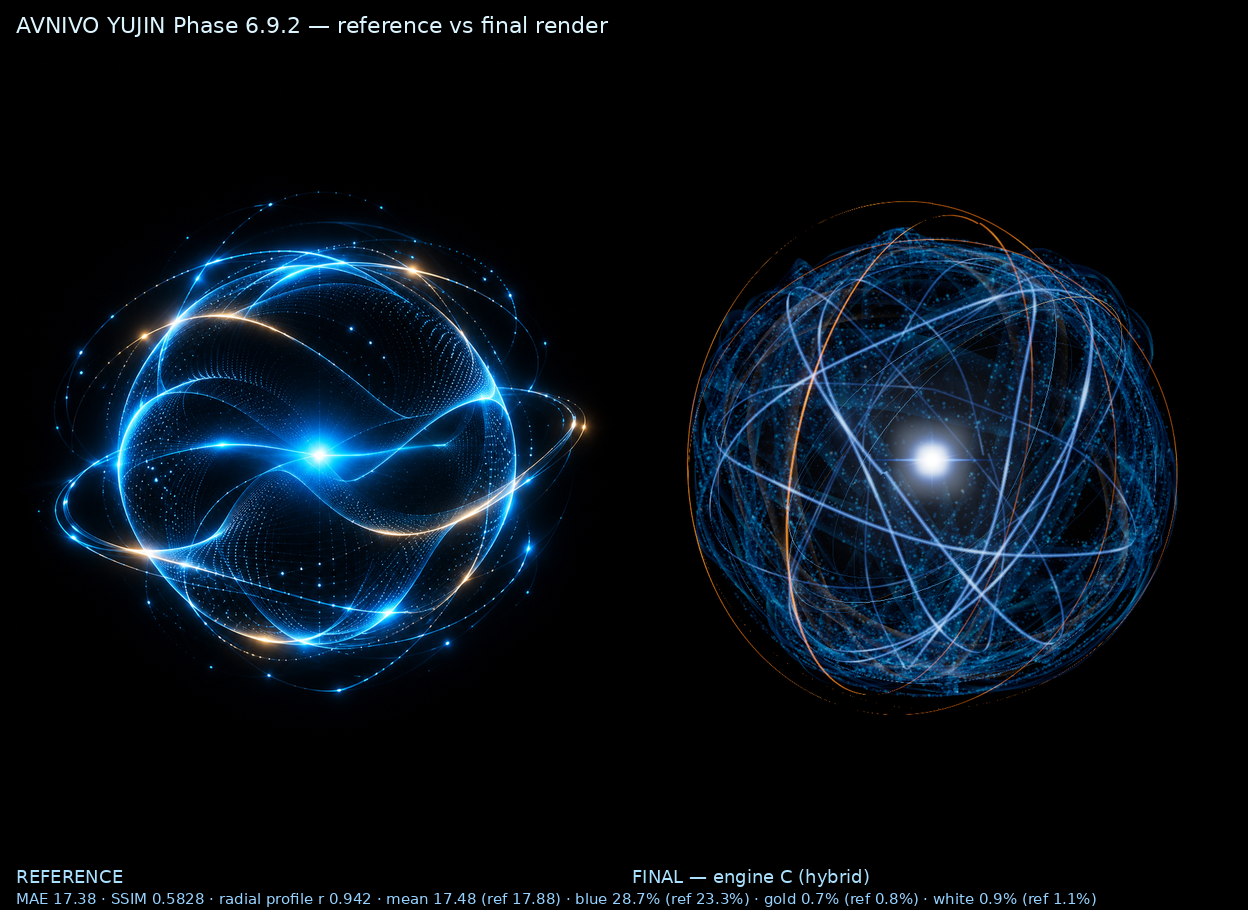 AVNIVO YUJIN Phase 6.9.2 — reference vs final render
REFERENCE
FINAL — engine C (hybrid)
MAE 17.38 · SSIM 0.5828 · radial profile r 0.942 · mean 17.48 (ref 17.88) · blue 28.7% (ref 23.3%) · gold 0.7% (ref 0.8%) · white 0.9% (ref 1.1%)